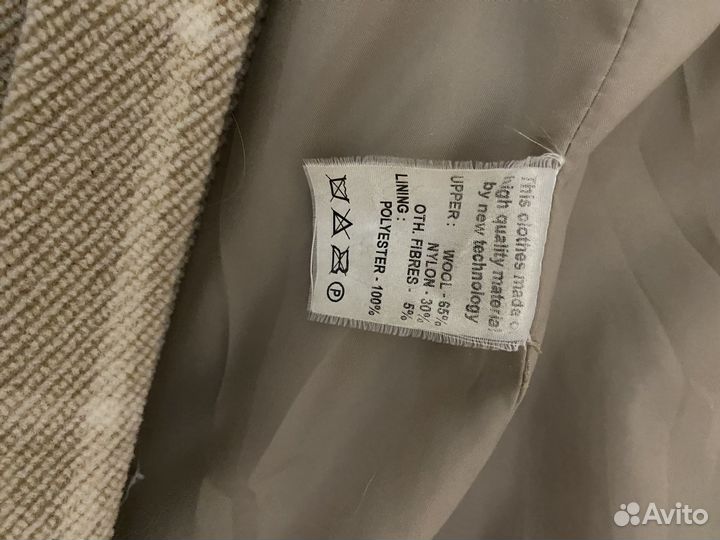 This clothes made o
high quality material
by new technology
UPPER : WOOL - 65%
NYLON - 30%
OTH. FIBRES - 5%
LINING :
POLYESTER - 100%
P
Avito